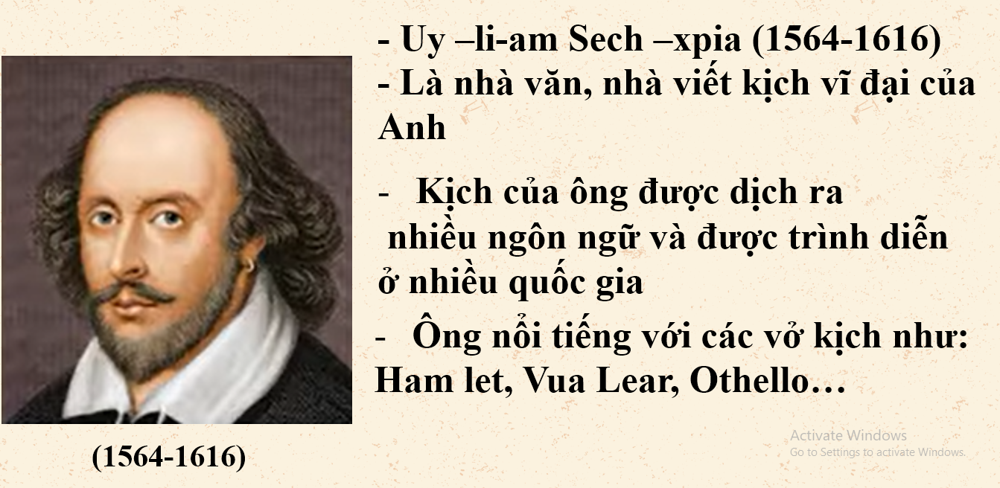 - Uy –li-am Sech –xpia (1564-1616)
- Là nhà văn, nhà viết kịch vĩ đại của
Anh
- Kịch của ông được dịch ra
nhiều ngôn ngữ và được trình diễn
ở nhiều quốc gia
- Ông nổi tiếng với các vở kịch như:
Ham let, Vua Lear, Othello…
(1564-1616)
Activate Windows
Go to Settings to activate Windows.